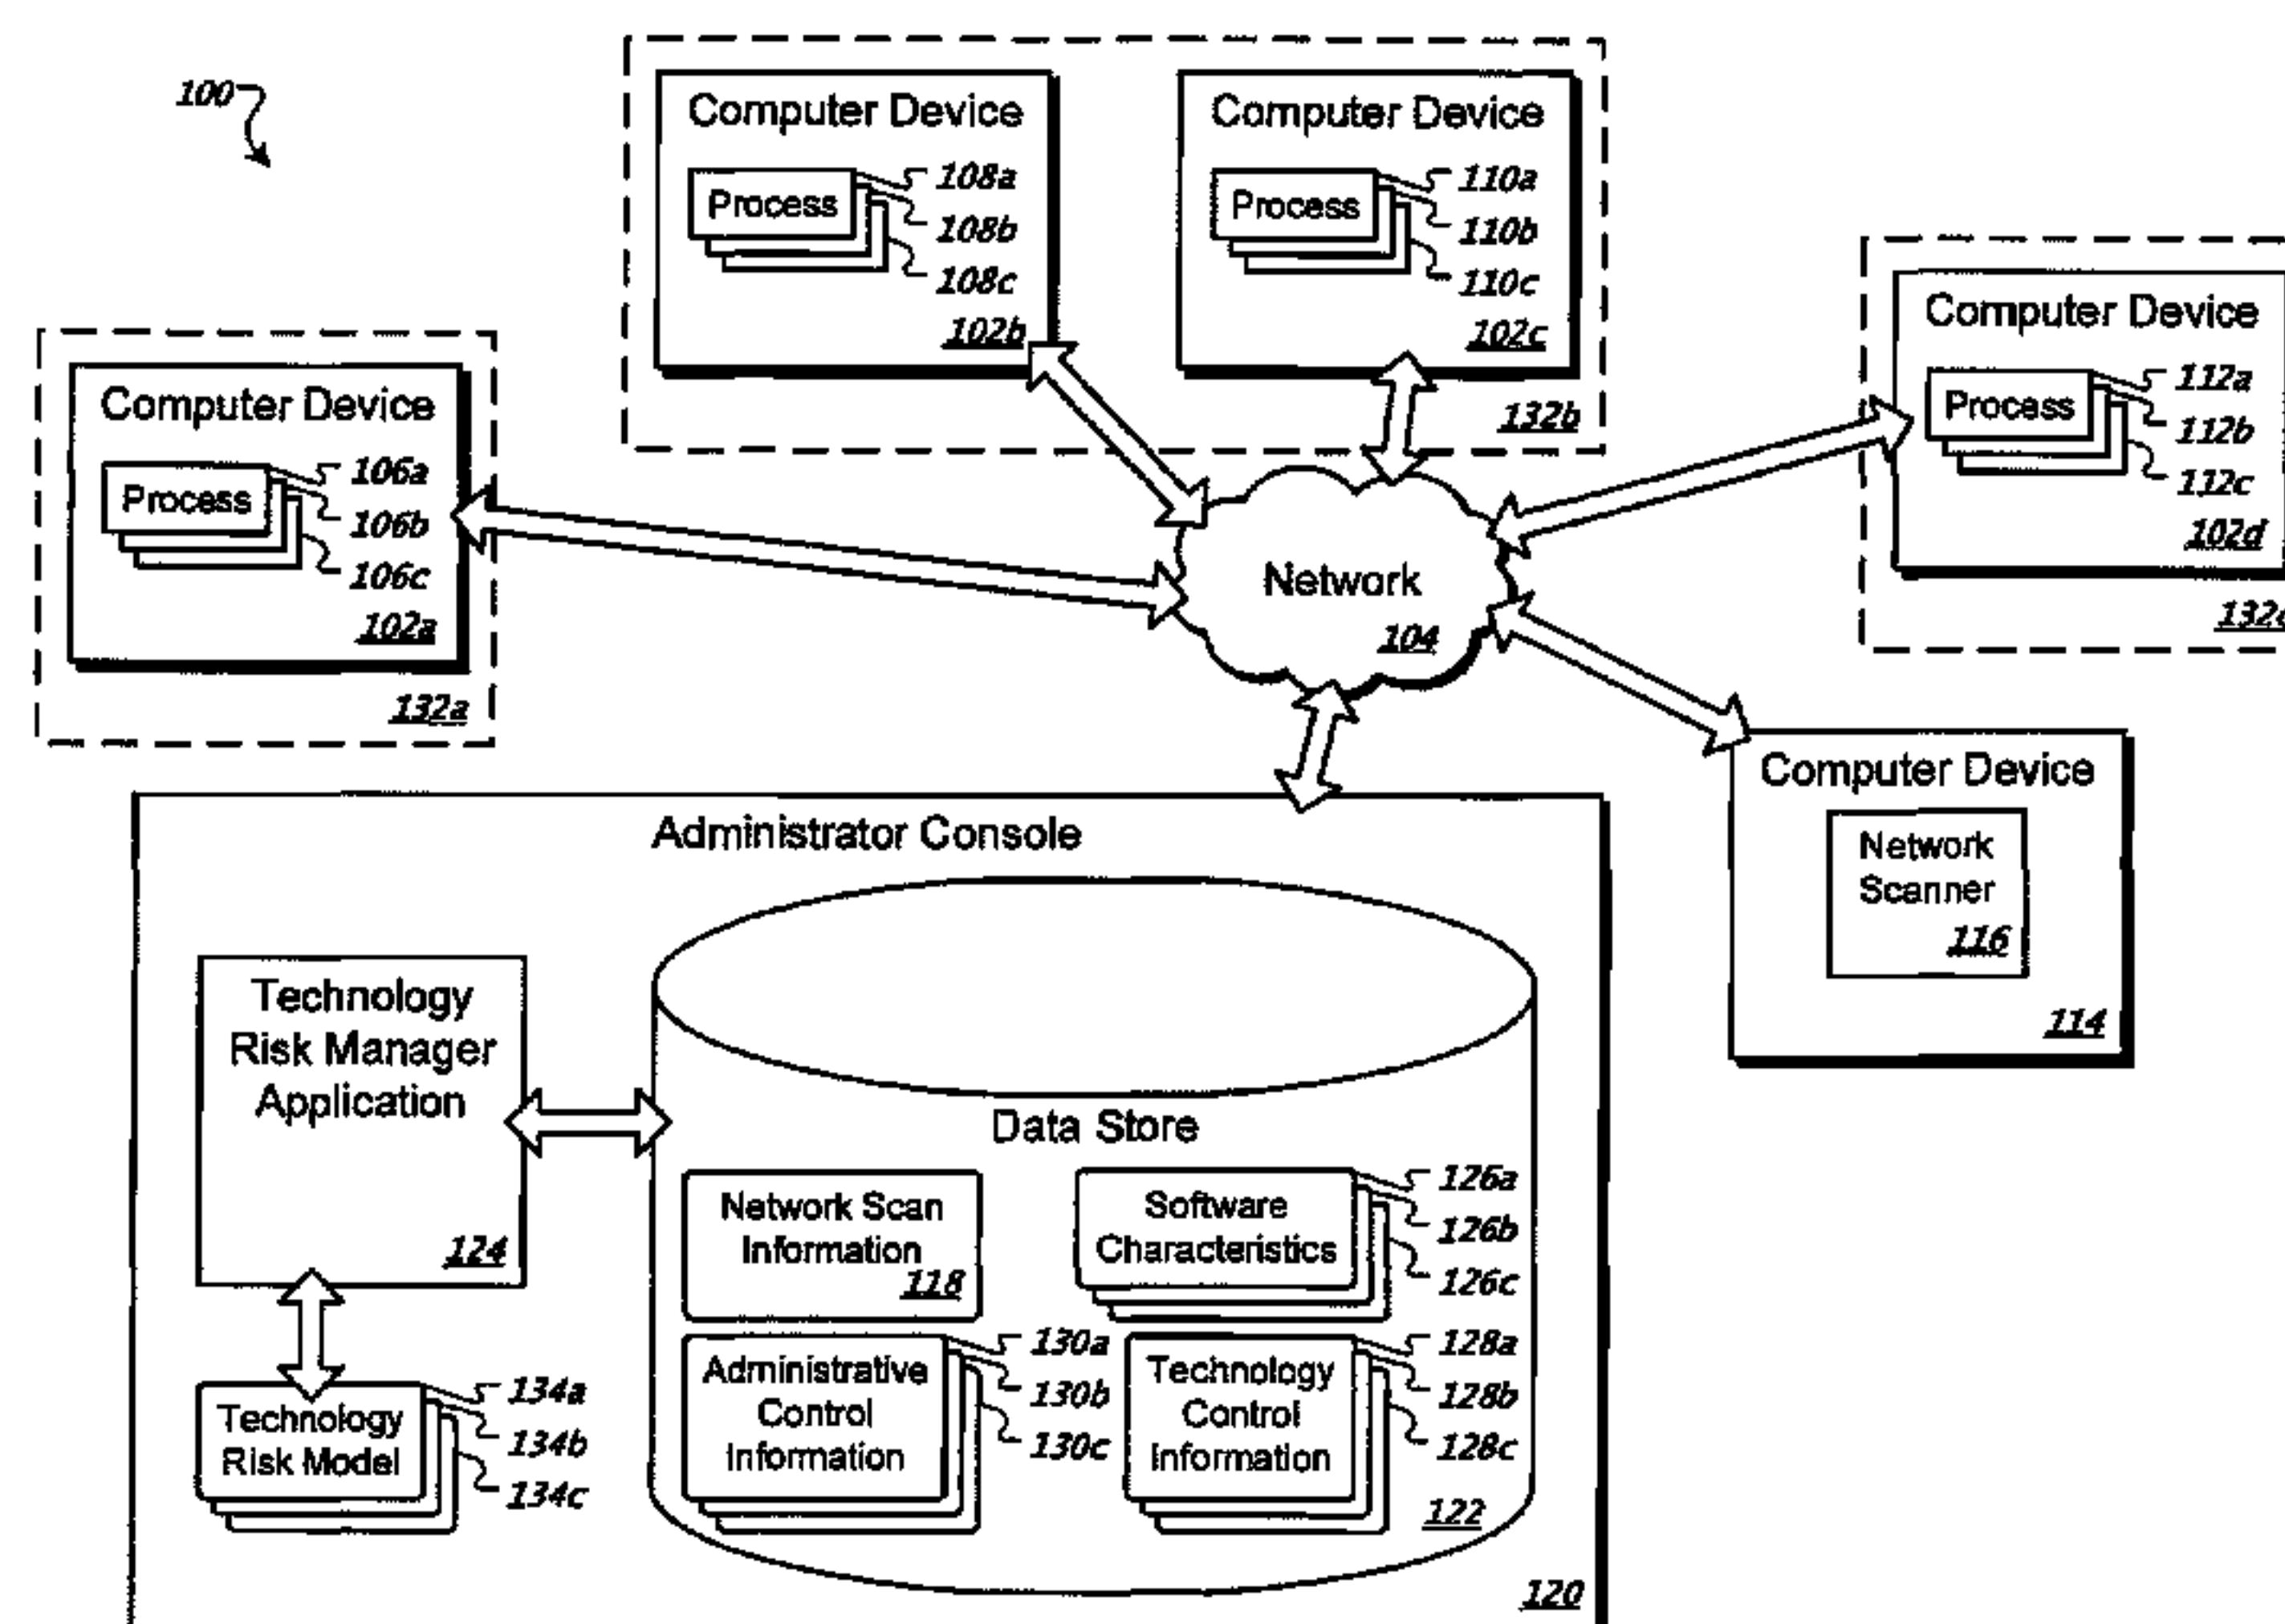 100
Computer Device
Process
108a
108b
108c
102b
Computer Device
Process
110a
110b
110c
102c
132b
Computer Device
Process
112a
112b
112c
102d
Computer Device
Process
106a
106b
106c
102a
132a
Network
104
Computer Device
Network
Scanner
116
114
Administrator Console
Technology
Risk Manager
Application
124
Data Store
Network Scan
Information
118
Software
Characteristics
126a
126b
126c
Administrative
Control
Information
130a
130b
130c
Technology
Control
Information
128a
128b
128c
122
Technology
Risk Model
134a
134b
134c
120